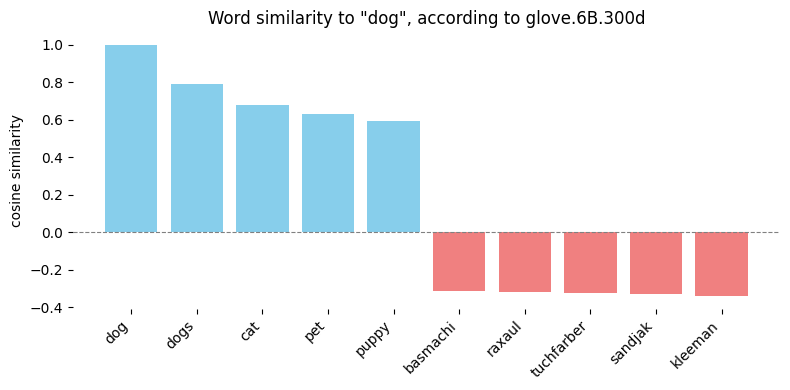 Word similarity to "dog", according to glove.6B.300d
cosine similarity
1.0
0.8
0.6
0.4
0.2
0.0
−0.2
−0.4
dog
dogs
cat
pet
puppy
basmachi
raxaul
tuchfarber
sandjak
kleeman